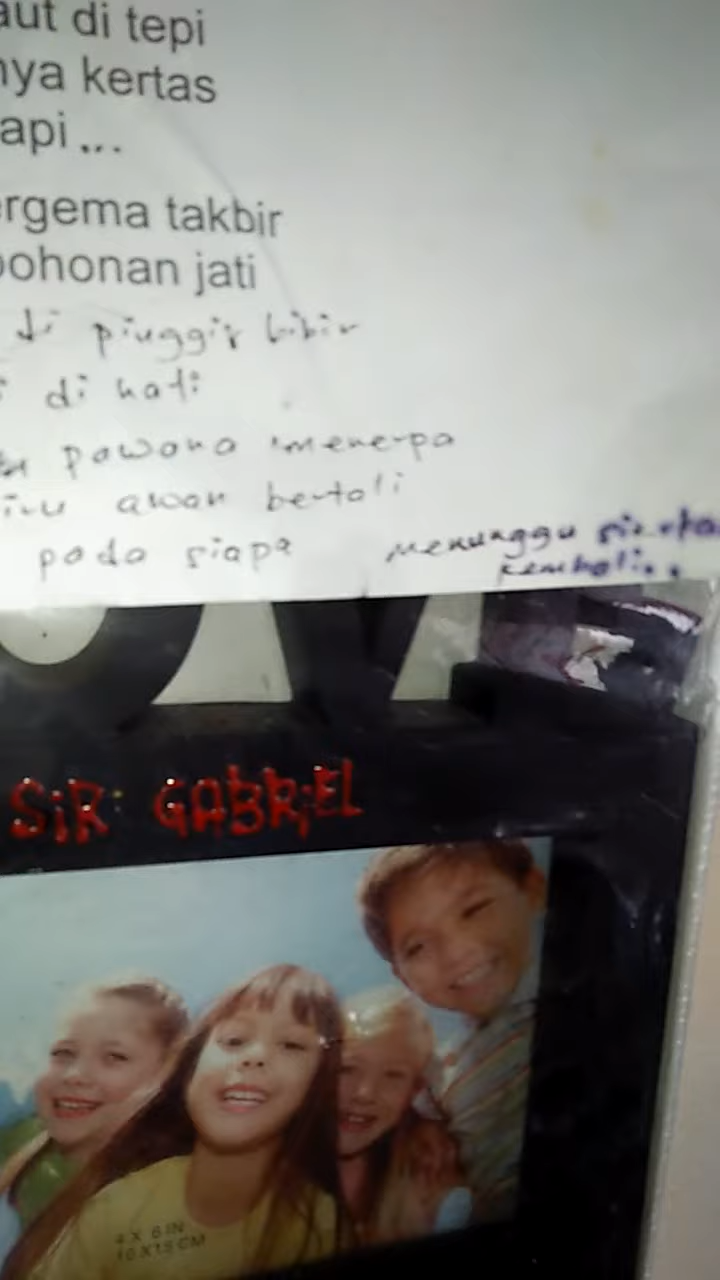 aut di tepi
nya kertas
api ...
ergema takbir
pohonan jati
di pinggir bibir
i di hati
pawana menerpa
awan bertali
pada siapa
menunggu
kembali..
SiR GABRiEL
4 X 6 IN
10 X 15 CM